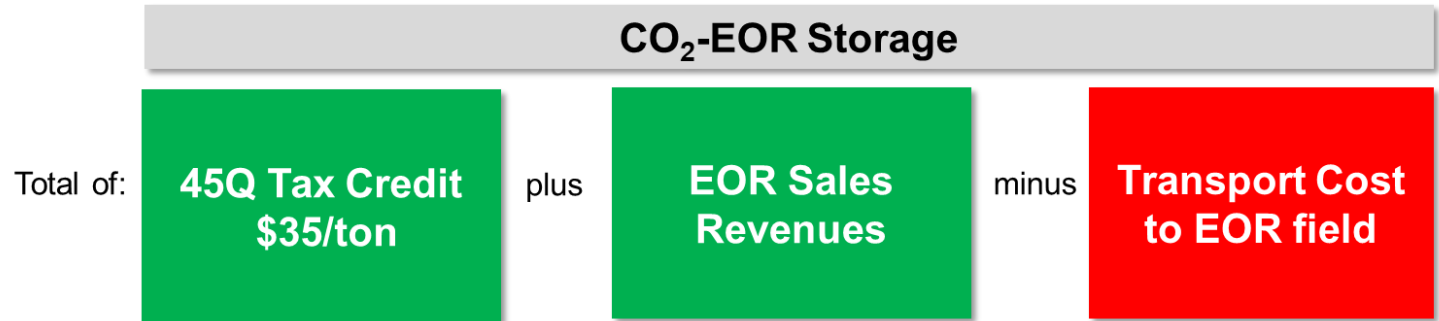 CO₂-EOR Storage
Total of:
45Q Tax Credit
$35/ton
plus
EOR Sales
Revenues
minus
Transport Cost
to EOR field